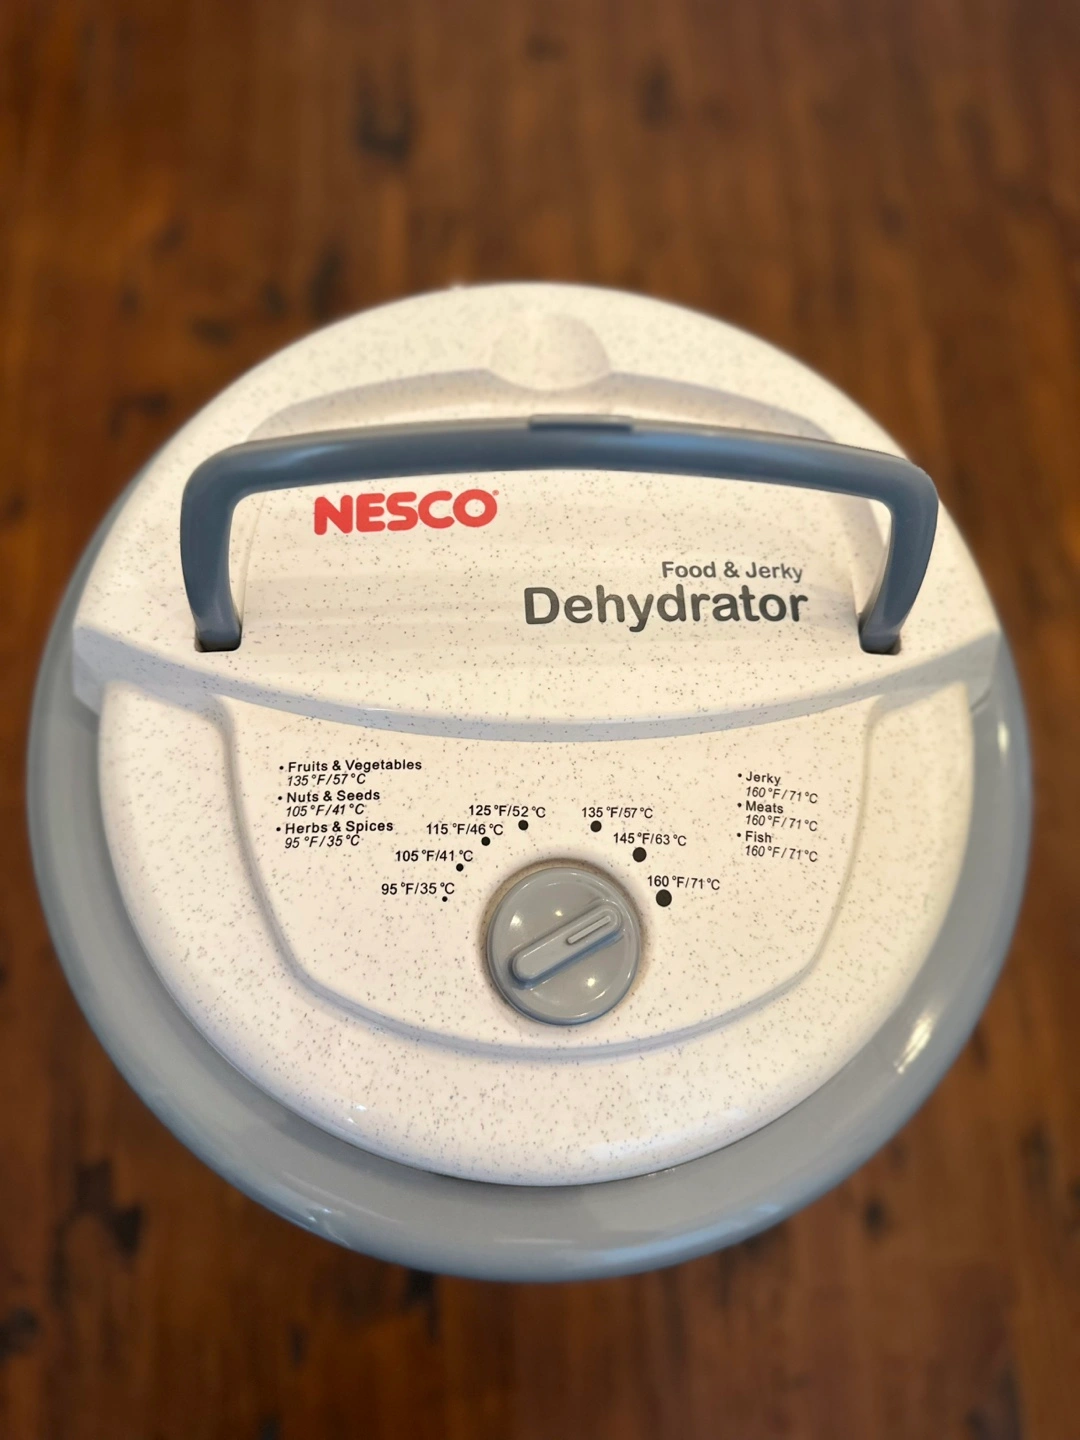 NESCO
Food & Jerky
Dehydrator
• Fruits & Vegetables
135°F/57°C
• Nuts & Seeds
105°F/41°C
• Herbs & Spices
95°F/35°C
125°F/52°C
115°F/46°C
105°F/41°C
95°F/35°C
135°F/57°C
145°F/63°C
160°F/71°C
• Jerky
160°F/71°C
• Meats
160°F/71°C
• Fish
160°F/71°C